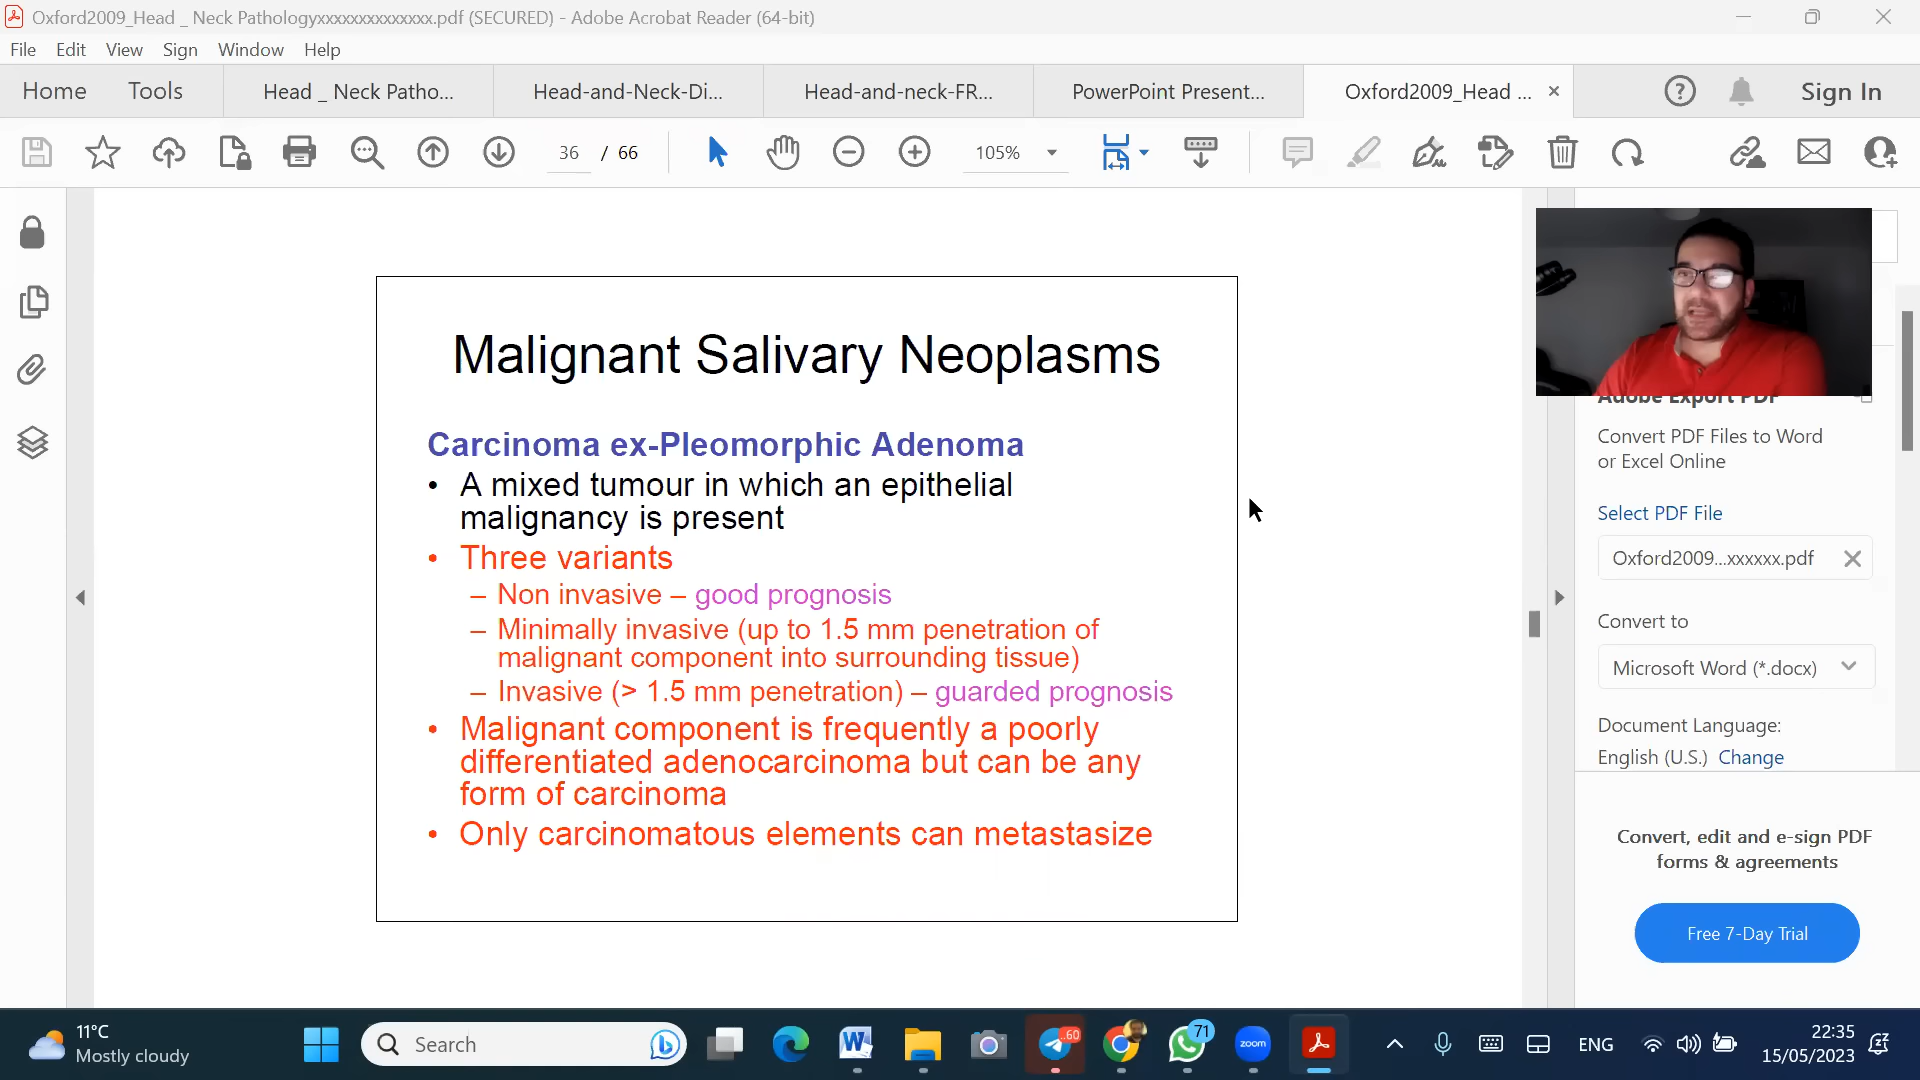 Oxford2009_Head _ Neck Pathologyxxxxxxxxxxxxxx.pdf (SECURED) - Adobe Acrobat Reader (64-bit)
File Edit View Sign Window Help
Home Tools Head _ Neck Patho... Head-and-Neck-Di... Head-and-neck-FR... PowerPoint Present... Oxford2009_Head ... Sign In
36 / 66 105%
Malignant Salivary Neoplasms
Carcinoma ex-Pleomorphic Adenoma
• A mixed tumour in which an epithelial
malignancy is present
• Three variants
– Non invasive – good prognosis
– Minimally invasive (up to 1.5 mm penetration of
malignant component into surrounding tissue)
– Invasive (> 1.5 mm penetration) – guarded prognosis
• Malignant component is frequently a poorly
differentiated adenocarcinoma but can be any
form of carcinoma
• Only carcinomatous elements can metastasize
Adobe Export PDF
Convert PDF Files to Word
or Excel Online
Select PDF File
Oxford2009...xxxxxx.pdf
Convert to
Microsoft Word (*.docx)
Document Language:
English (U.S.) Change
Convert, edit and e-sign PDF
forms & agreements
Free 7-Day Trial
11°C
Mostly cloudy
Search
..60
71
zoom
ENG
22:35
15/05/2023